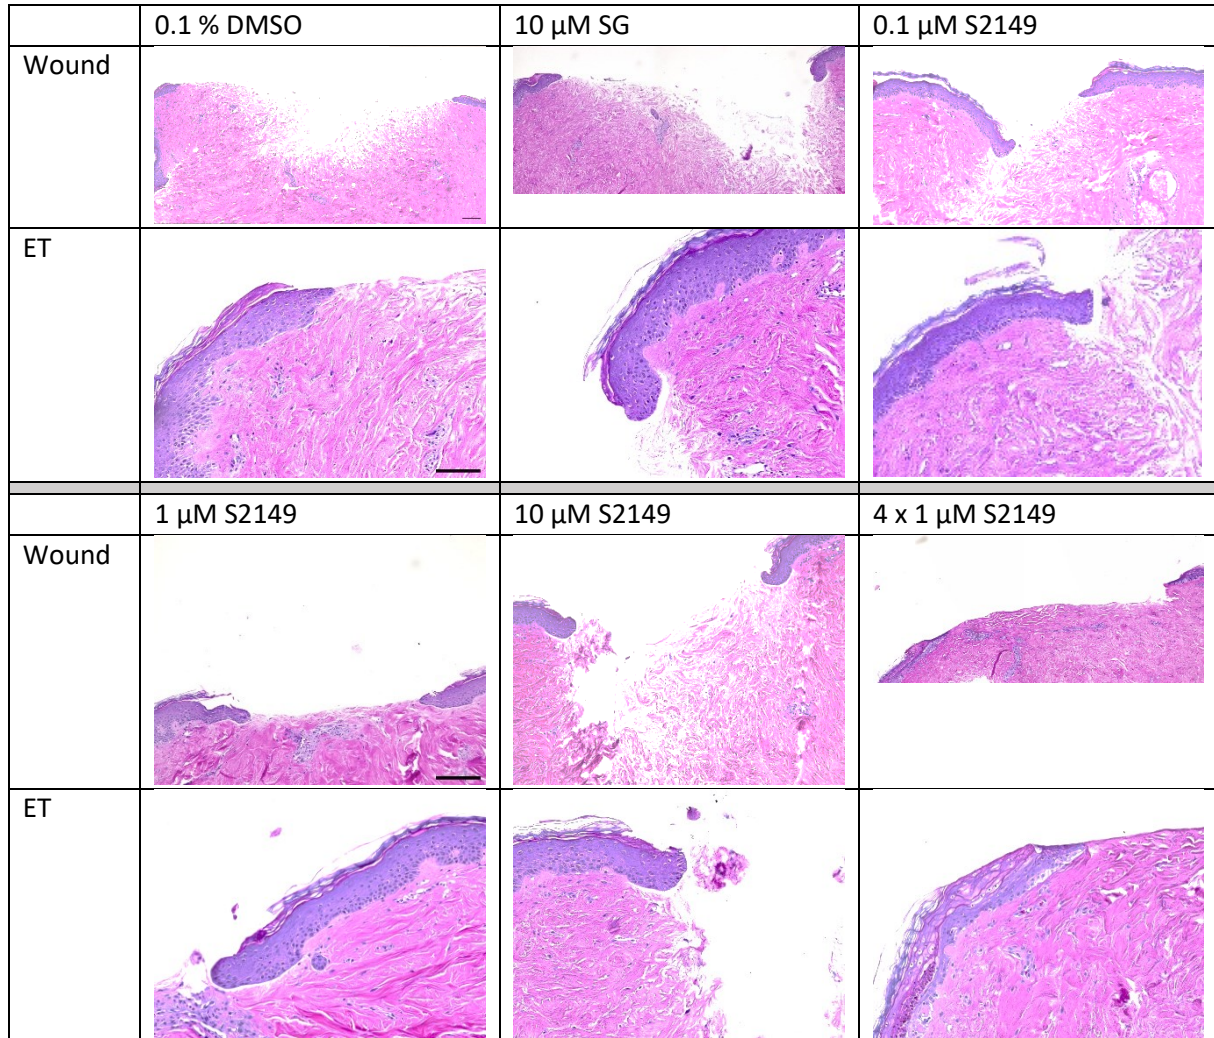 0.1 % DMSO 10 µM SG 0.1 µM S2149
Wound
ET
1 µM S2149 10 µM S2149 4 x 1 µM S2149
Wound
ET